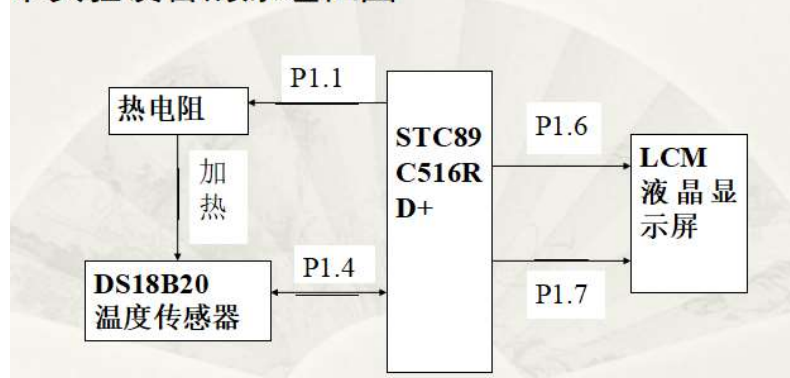 P1.1
热电阻
STC89
C516R
D+
P1.6
LCM
液晶显
示屏
加
热
P1.4
DS18B20
温度传感器
P1.7